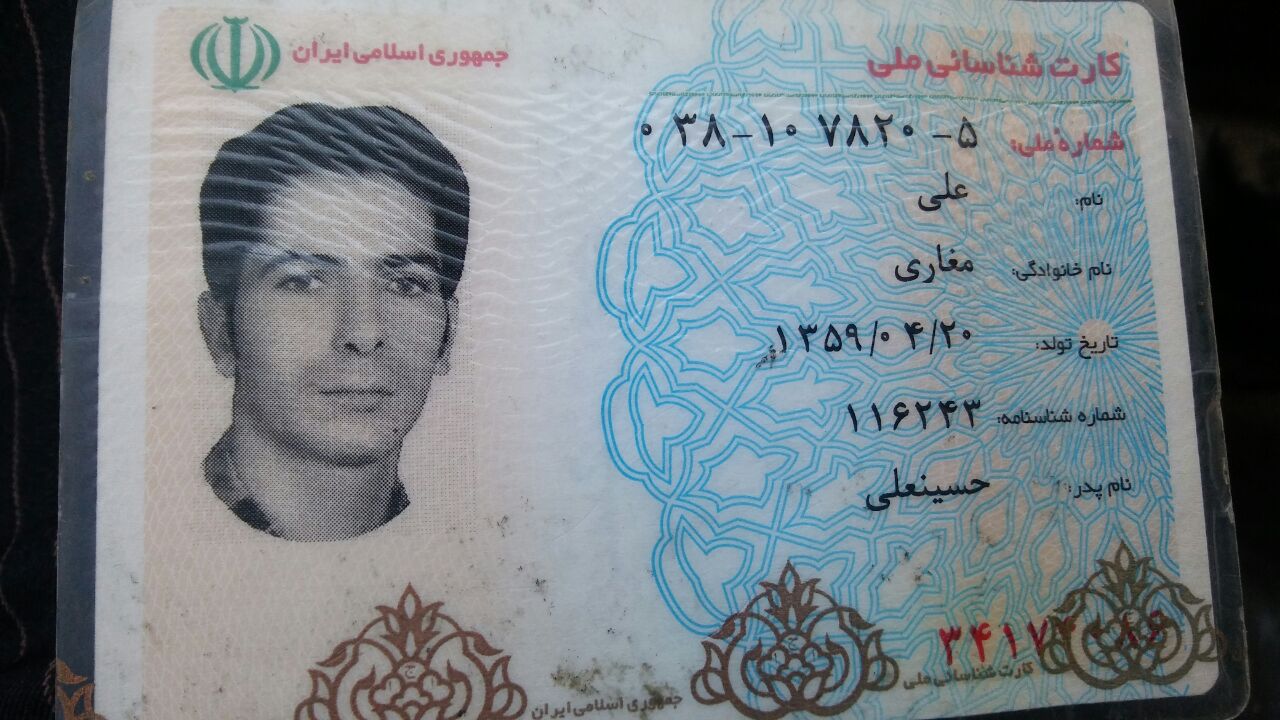 جمهوری اسلامی ایران
کارت شناسائی ملی
شماره ملی: ۰۳۸-۱۰۷۸۲۰-۵
نام: علی
نام خانوادگی: مغاری
تاریخ تولد: ۱۳۵۹/۰۴/۲۰
شماره شناسنامه: ۱۱۶۲۴۳
نام پدر: حسینعلی
کارت شناسائی ملی
جمهوری اسلامی ایران